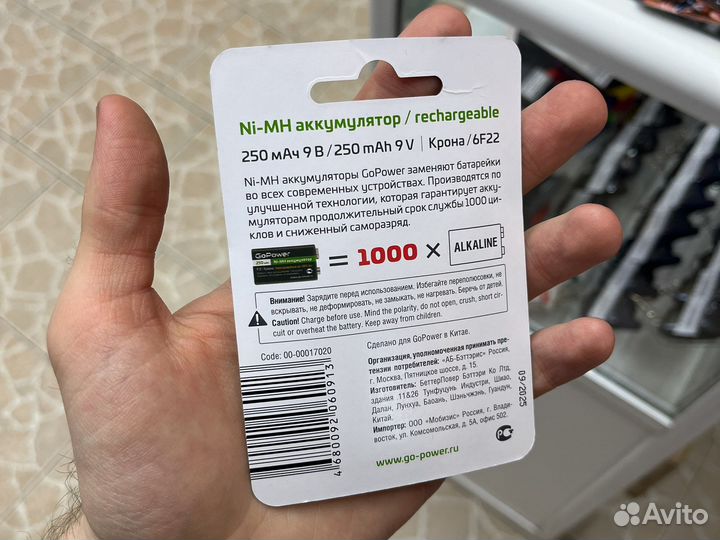 Ni-MH аккумулятор / rechargeable
250 мАч 9 В / 250 mAh 9 V | Крона / 6F22
Ni-MH аккумуляторы GoPower заменяют батарейки
во всех современных устройствах. Производятся по
улучшенной технологии, которая гарантирует акку-
муляторам продолжительный срок службы 1000 ци-
клов и сниженный саморазряд.
GoPower
Ni-MH аккумулятор
= 1000 × ALKALINE
Внимание! Зарядите перед использованием. Избегайте переполюсовки, не
вскрывать, не деформировать, не замыкать, не нагревать. Беречь от детей.
Caution! Charge before use. Mind the polarity, do not open, crush, short cir-
cuit or overheat the battery. Keep away from children.
Code: 00-00017020
4680092060913
Сделано для GoPower в Китае.
Организация, уполномоченная принимать пре-
тензии потребителей: «АБ-Бэттэрис» Россия,
г. Москва, Пятницкое шоссе, д. 15.
Изготовитель: БеттерПовер Бэттэри Ко Лтд,
здания 11&26 Тунфуцунь Индустри, Шиао,
Далан, Лунхуа, Баоань, Шэньчжэнь, Гуандун,
Китай.
Импортер: ООО «Мобизис» Россия, г. Влади-
восток, ул. Комсомольская, д. 5А, офис 502.
09/2025
www.go-power.ru
Avito